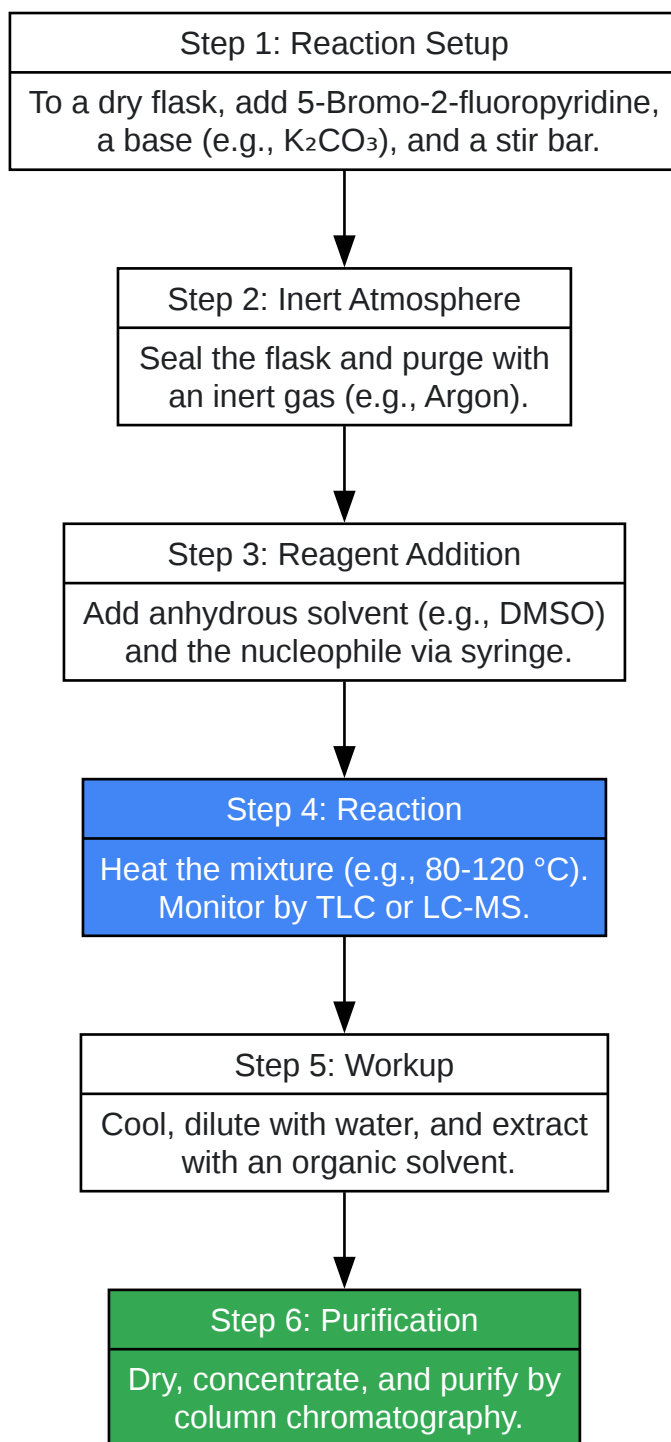 Step 1: Reaction Setup
To a dry flask, add 5-Bromo-2-fluoropyridine,
a base (e.g., K₂CO₃), and a stir bar.
Step 2: Inert Atmosphere
Seal the flask and purge with
an inert gas (e.g., Argon).
Step 3: Reagent Addition
Add anhydrous solvent (e.g., DMSO)
and the nucleophile via syringe.
Step 4: Reaction
Heat the mixture (e.g., 80-120 °C).
Monitor by TLC or LC-MS.
Step 5: Workup
Cool, dilute with water, and extract
with an organic solvent.
Step 6: Purification
Dry, concentrate, and purify by
column chromatography.